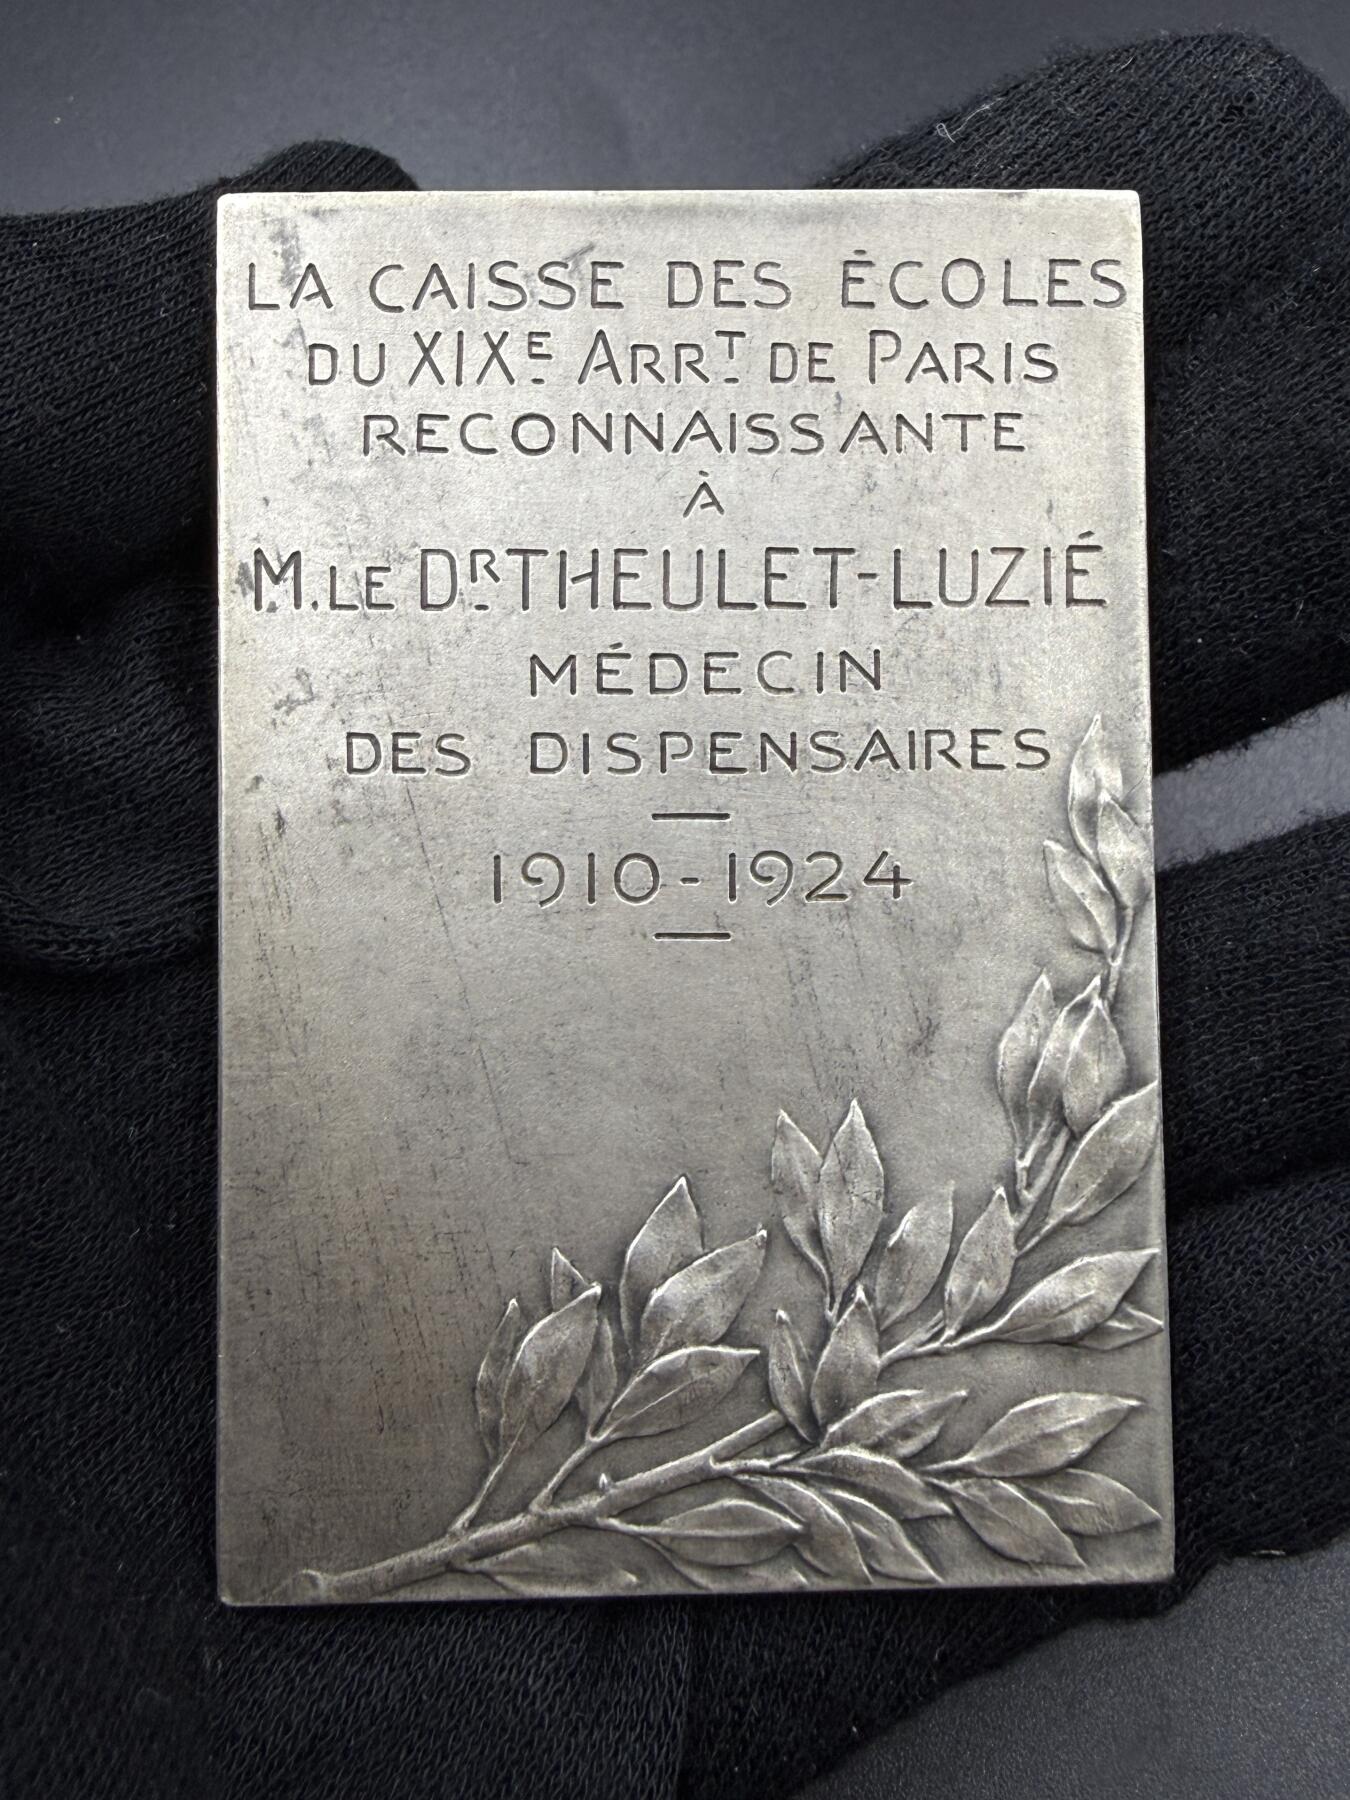 LA CAISSE DES ÉCOLES
DU XIXE ARRT DE PARIS
RECONNAISSANTE
À
M. LE DR THEULET-LUZIÉ
MÉDECIN
DES DISPENSAIRES
1910-1924